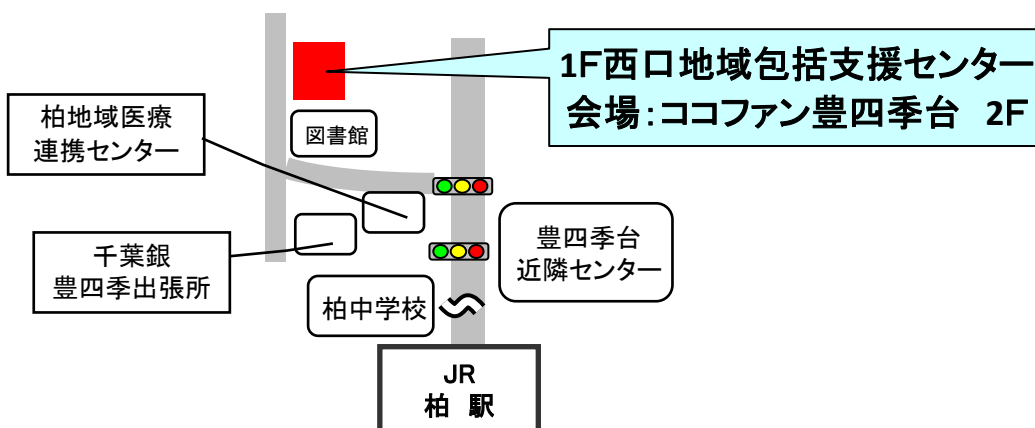 1F西口地域包括支援センター
会場：ココファン豊四季台　2F
柏地域医療
連携センター
図書館
千葉銀
豊四季出張所
豊四季台
近隣センター
柏中学校
JR
柏　駅